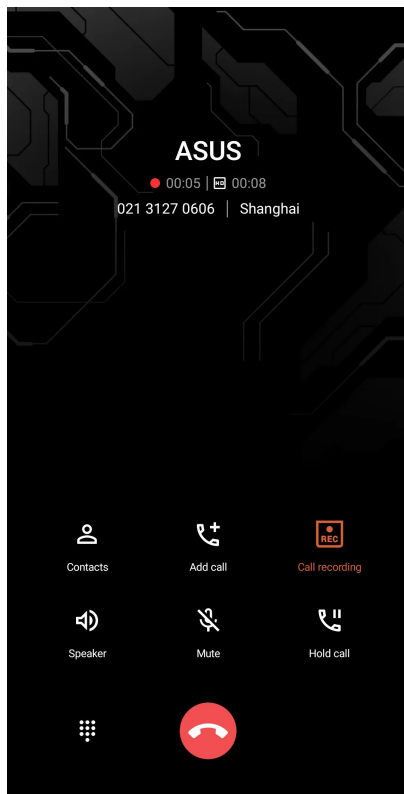 ASUS
00:05 | HD 00:08
021 3127 0606 | Shanghai
REC
Contacts Add call Call recording
Speaker Mute Hold call